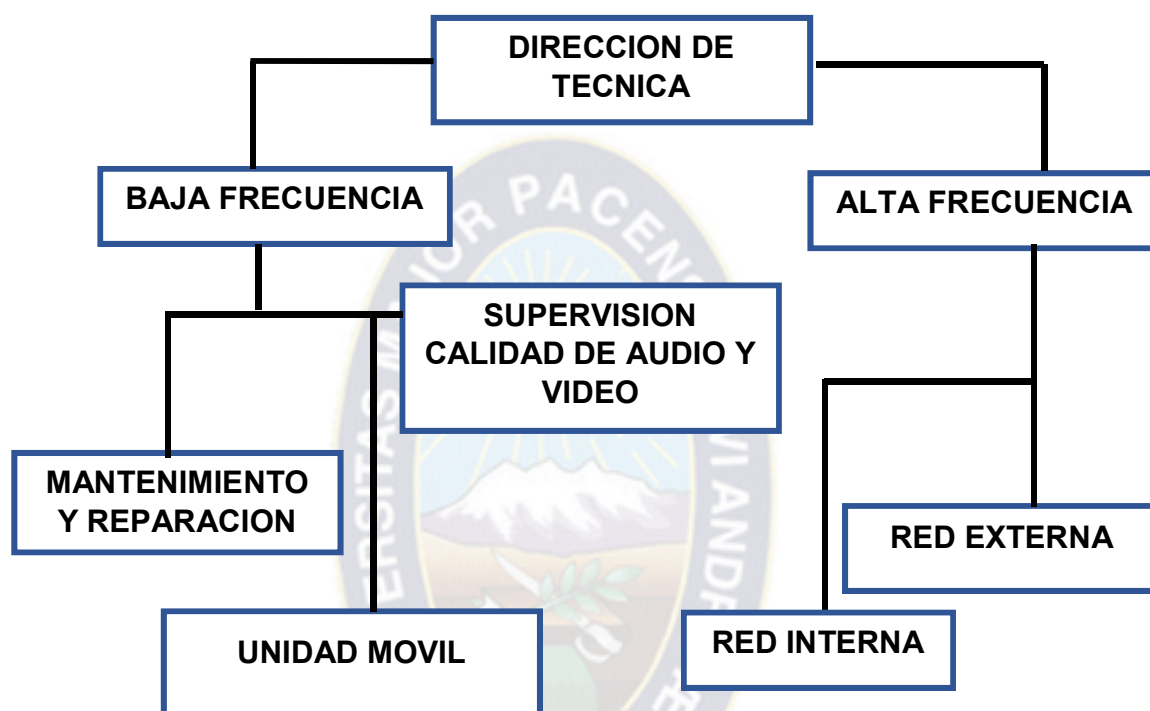 DIRECCION DE
TECNICA
BAJA FRECUENCIA
ALTA FRECUENCIA
SUPERVISION
CALIDAD DE AUDIO Y
VIDEO
MANTENIMIENTO
Y REPARACION
RED EXTERNA
UNIDAD MOVIL
RED INTERNA